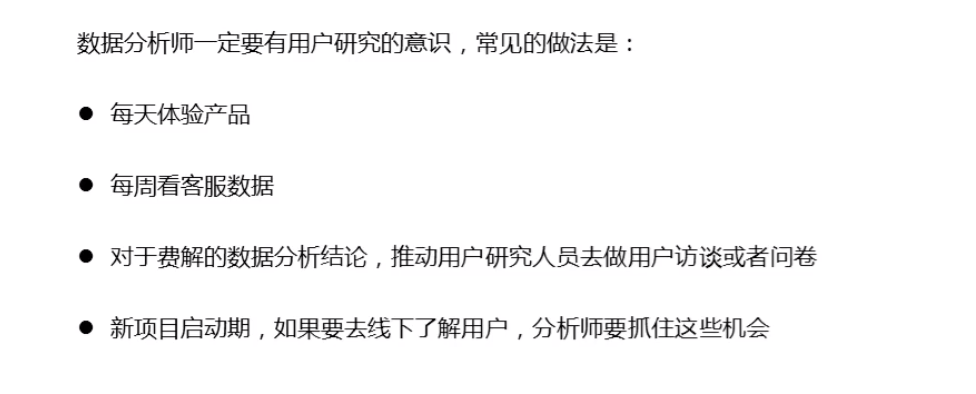 数据分析师一定要有用户研究的意识，常见的做法是：
● 每天体验产品
● 每周看客服数据
● 对于费解的数据分析结论，推动用户研究人员去做用户访谈或者问卷
● 新项目启动期，如果要去线下了解用户，分析师要抓住这些机会